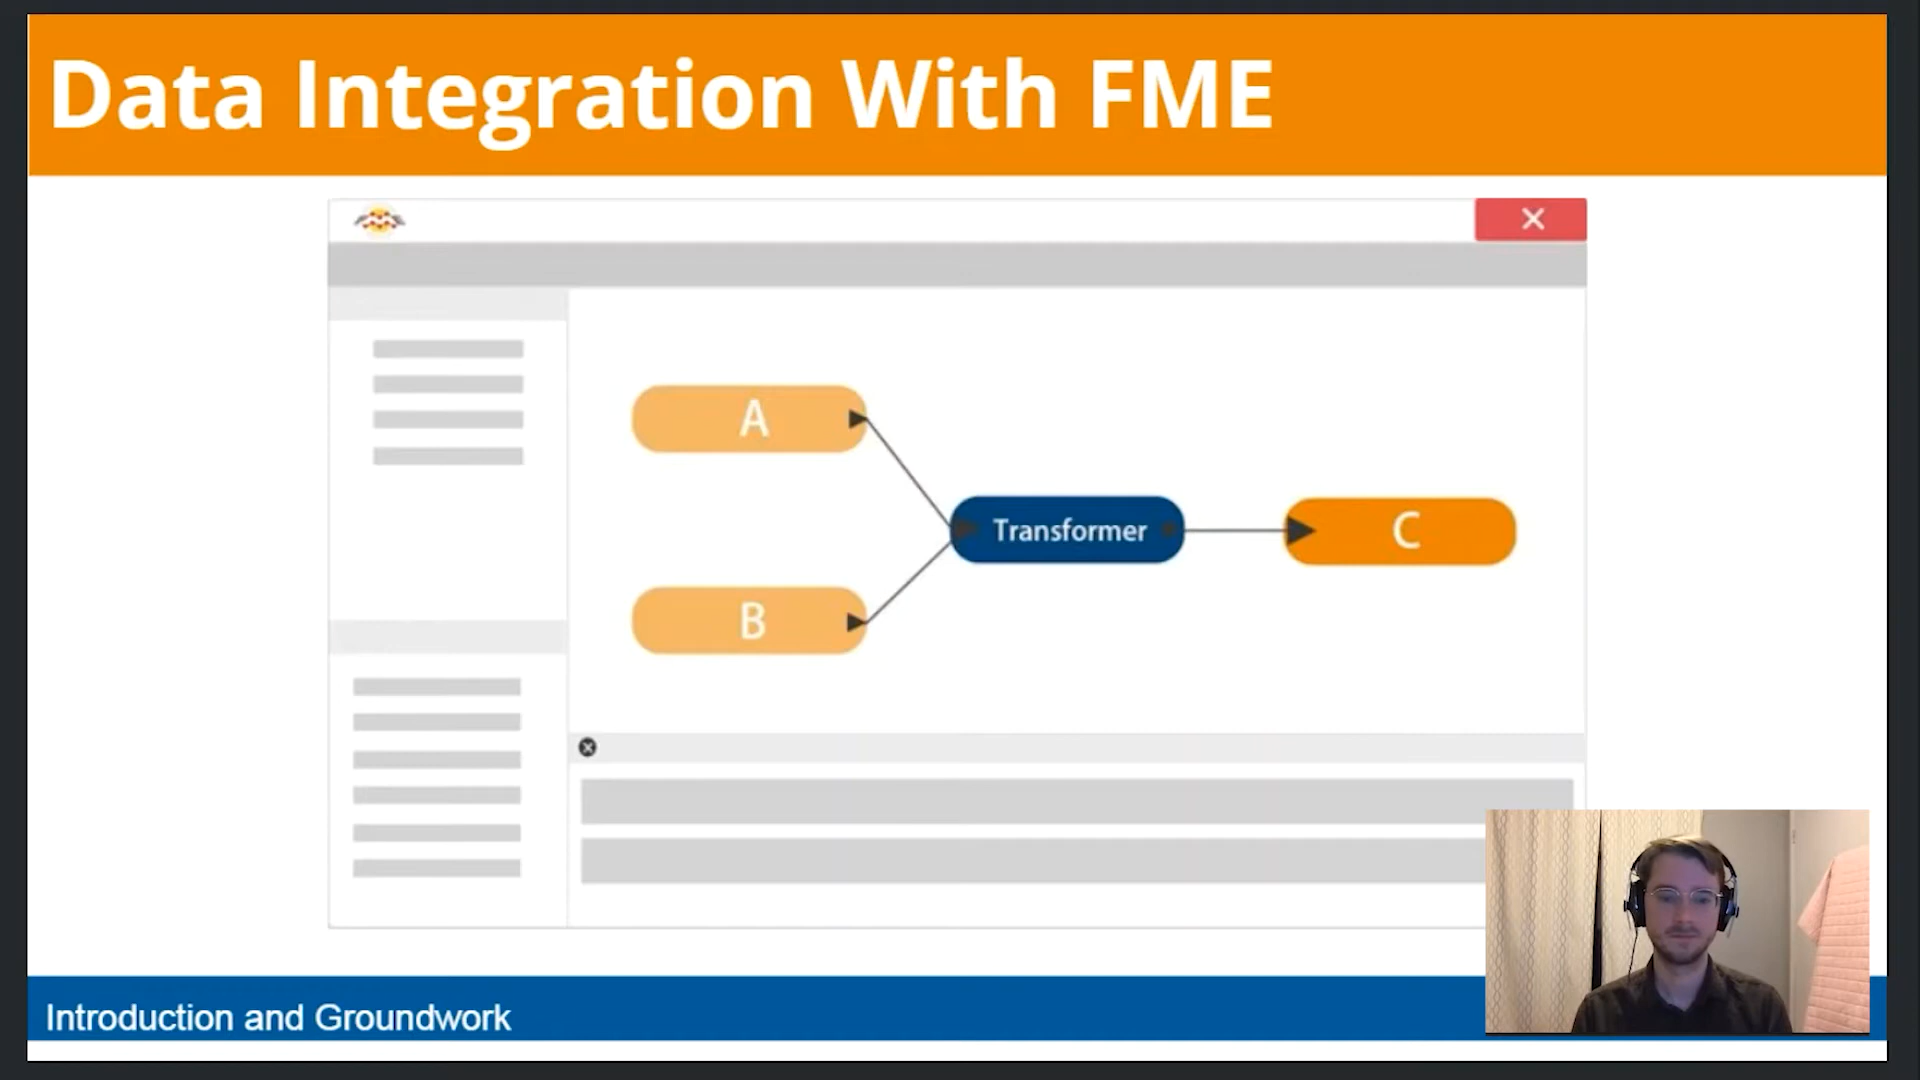 Data Integration With FME
A
Transformer
C
B
Introduction and Groundwork